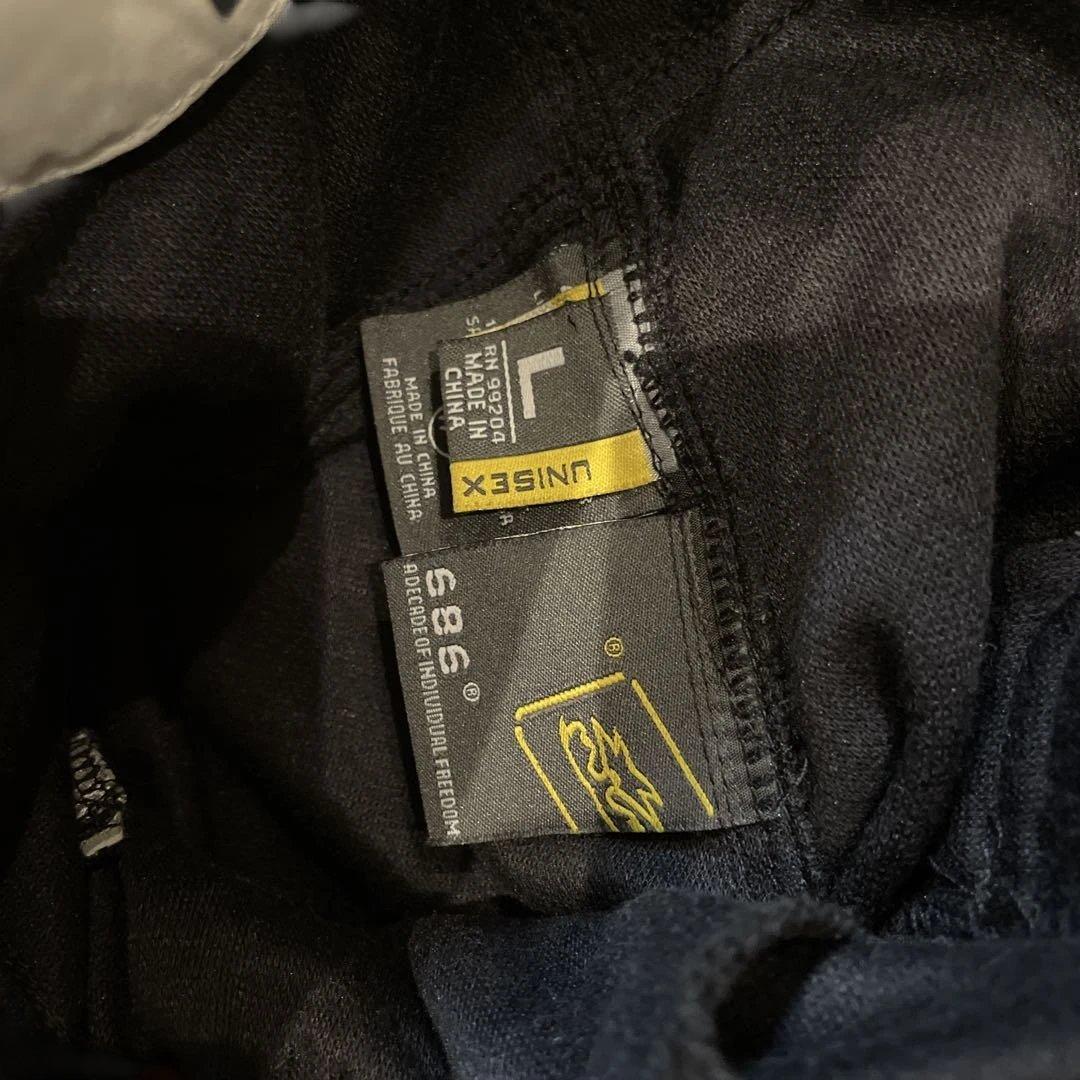 L
RN 99204
MADE IN
CHINA
UNISEX
MADE IN CHINA
FABRIQUE AU CHINA
®
686®
A DECADE OF INDIVIDUAL FREEDOM